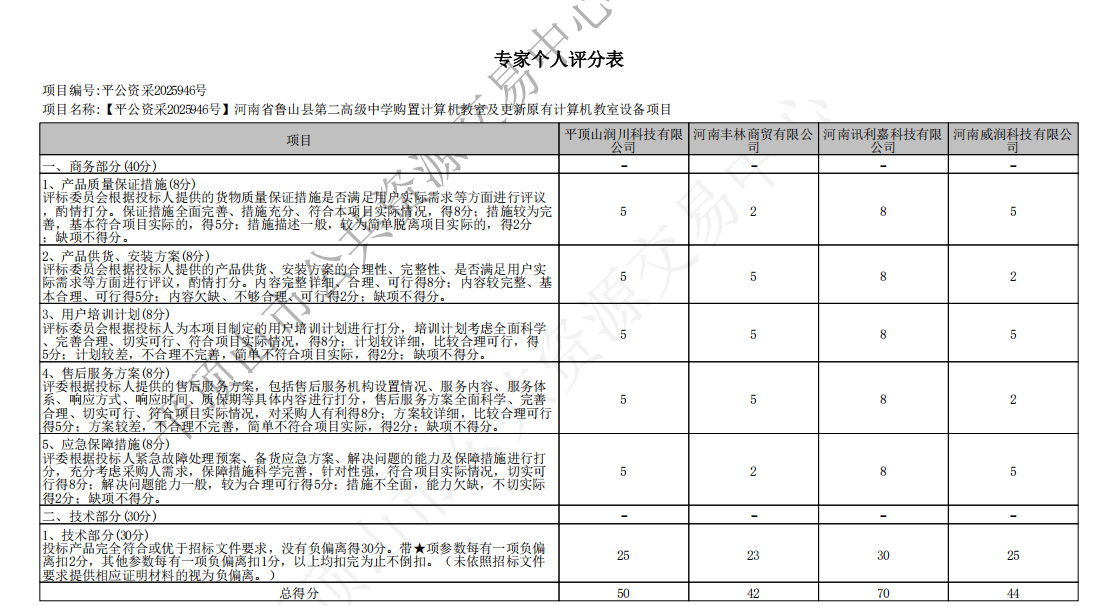 专家个人评分表
项目编号:平公资采2025946号
项目名称:【平公资采2025946号】河南省鲁山县第二高级中学购置计算机教室及更新原有计算机教室设备项目
项目 平顶山润川科技有限公司 河南丰林商贸有限公司 河南讯利嘉科技有限公司 河南威润科技有限公司
一、商务部分(40分) - - - -
1、产品质量保证措施(8分)
评标委员会根据投标人提供的货物质量保证措施是否满足用户实际需求等方面进行评议
，酌情打分。保证措施全面完善、措施充分、符合本项目实际情况，得8分；措施较为完
善，基本符合项目实际的，得5分；措施描述一般，较为简单脱离项目实际的，得2分
；缺项不得分。
5 2 8 5
2、产品供货、安装方案(8分)
评标委员会根据投标人提供的产品供货、安装方案的合理性、完整性、是否满足用户实
际需求等方面进行评议，酌情打分。内容完整详细、合理、可行得8分；内容较完整、基
本合理、可行得5分；内容欠缺、不够合理、可行得2分；缺项不得分。
5 5 8 2
3、用户培训计划(8分)
评标委员会根据投标人为本项目制定的用户培训计划进行打分，培训计划考虑全面科学
、完善合理、切实可行、符合项目实际情况，得8分；计划较详细，比较合理可行，得
5分；计划较差，不合理不完善，简单不符合项目实际，得2分；缺项不得分。
5 5 8 5
4、售后服务方案(8分)
评委根据投标人提供的售后服务方案，包括售后服务机构设置情况、服务内容、服务体
系、响应方式、响应时间、质保期等具体内容进行打分，售后服务方案全面科学、完善
合理、切实可行、符合项目实际情况，对采购人有利得8分；方案较详细，比较合理可行
得5分；方案较差，不合理不完善，简单不符合项目实际，得2分；缺项不得分。
5 5 8 2
5、应急保障措施(8分)
评委根据投标人紧急故障处理预案、备货应急方案、解决问题的能力及保障措施进行打
分，充分考虑采购人需求，保障措施科学完善，针对性强，符合项目实际情况，切实可
行得8分；解决问题能力一般，较为合理可行得5分；措施不全面，能力欠缺，不切实际
得2分；缺项不得分。
5 2 8 5
二、技术部分(30分) - - - -
1、技术部分(30分)
投标产品完全符合或优于招标文件要求，没有负偏离得30分。带★项参数每有一项负偏
离扣2分，其他参数每有一项负偏离扣1分，以上均扣完为止不倒扣。（未依照招标文件
要求提供相应证明材料的视为负偏离。）
25 23 30 25
总得分 50 42 70 44
平顶山市公共资源交易中心
顶山市公共资源交易中心